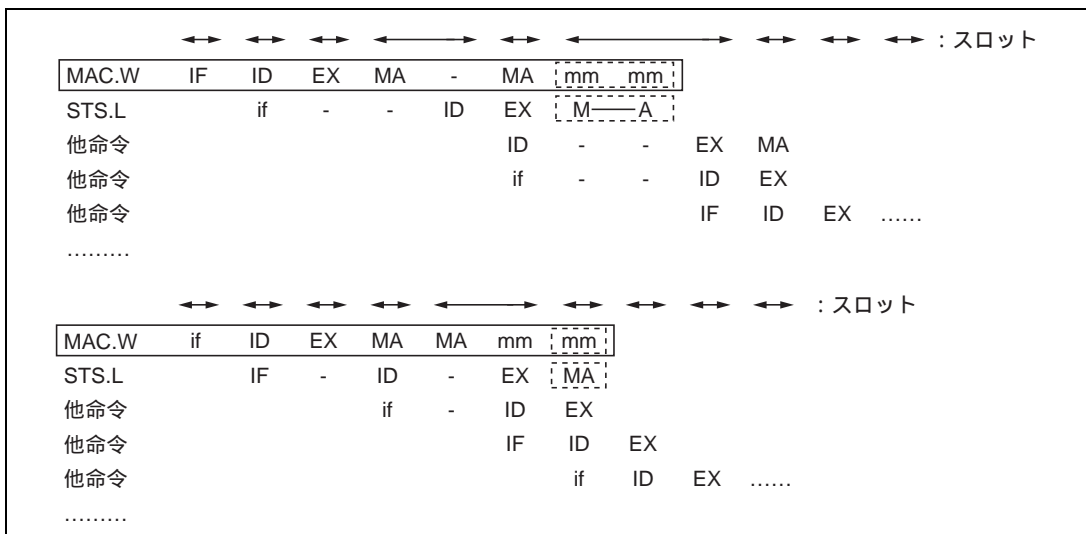 ：スロット
MAC.W IF ID EX MA - MA mm mm
STS.L if - - ID EX M—A
他命令 ID - - EX MA
他命令 if - - ID EX
他命令 IF ID EX ……
………
：スロット
MAC.W if ID EX MA MA mm mm
STS.L IF - ID - EX MA
他命令 if - ID EX
他命令 IF ID EX
他命令 if ID EX ……
………